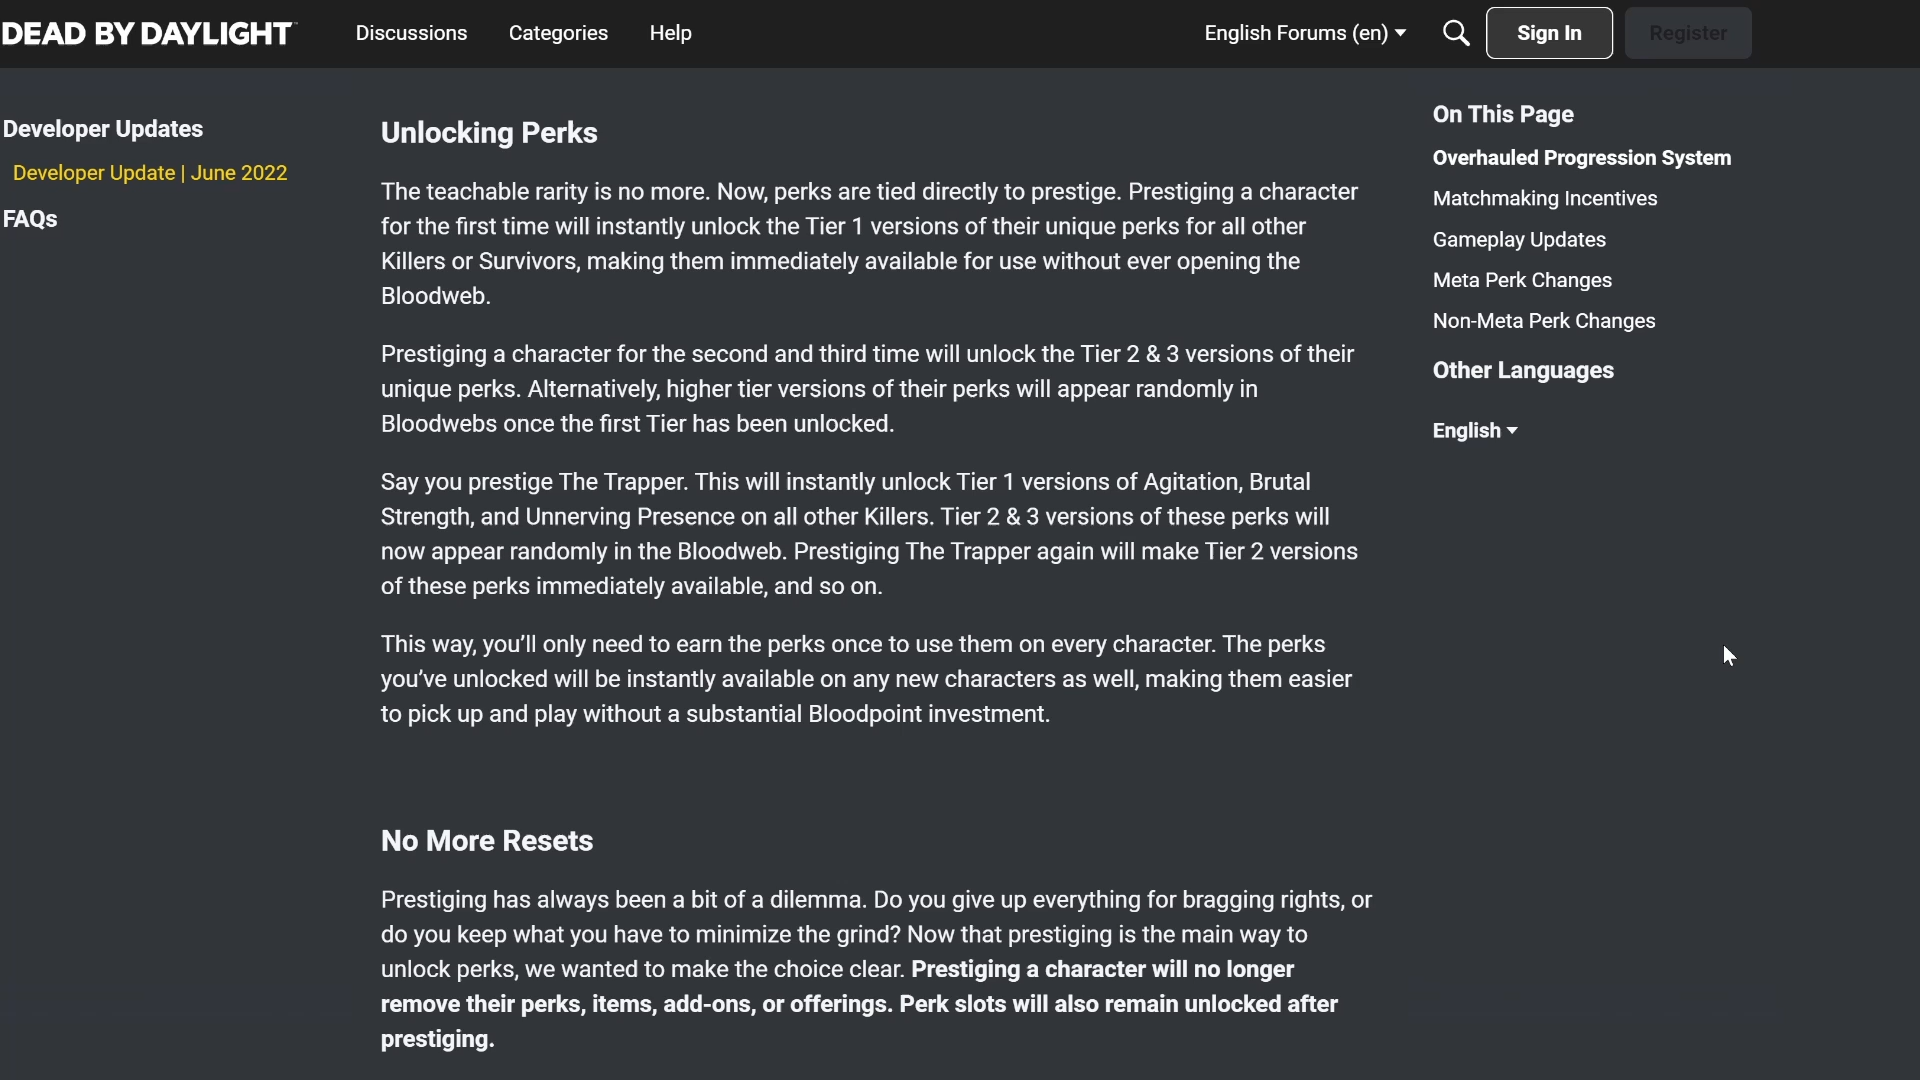 DEAD BY DAYLIGHT™
Discussions
Categories
Help
English Forums (en)
Sign In
Register
Developer Updates
Developer Update | June 2022
FAQs
Unlocking Perks
The teachable rarity is no more. Now, perks are tied directly to prestige. Prestiging a character
for the first time will instantly unlock the Tier 1 versions of their unique perks for all other
Killers or Survivors, making them immediately available for use without ever opening the
Bloodweb.
Prestiging a character for the second and third time will unlock the Tier 2 & 3 versions of their
unique perks. Alternatively, higher tier versions of their perks will appear randomly in
Bloodwebs once the first Tier has been unlocked.
Say you prestige The Trapper. This will instantly unlock Tier 1 versions of Agitation, Brutal
Strength, and Unnerving Presence on all other Killers. Tier 2 & 3 versions of these perks will
now appear randomly in the Bloodweb. Prestiging The Trapper again will make Tier 2 versions
of these perks immediately available, and so on.
This way, you’ll only need to earn the perks once to use them on every character. The perks
you’ve unlocked will be instantly available on any new characters as well, making them easier
to pick up and play without a substantial Bloodpoint investment.
No More Resets
Prestiging has always been a bit of a dilemma. Do you give up everything for bragging rights, or
do you keep what you have to minimize the grind? Now that prestiging is the main way to
unlock perks, we wanted to make the choice clear. Prestiging a character will no longer
remove their perks, items, add-ons, or offerings. Perk slots will also remain unlocked after
prestiging.
On This Page
Overhauled Progression System
Matchmaking Incentives
Gameplay Updates
Meta Perk Changes
Non-Meta Perk Changes
Other Languages
English